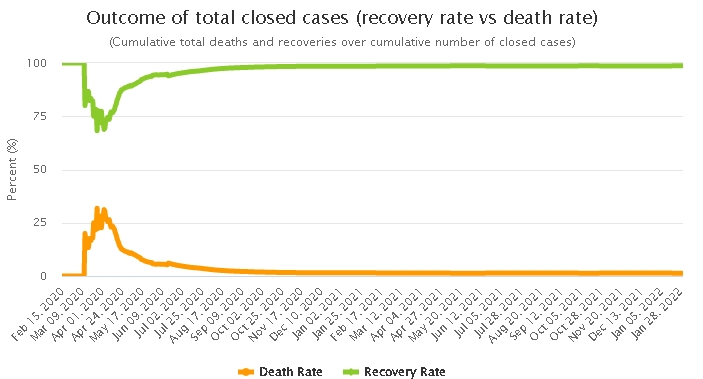 Outcome of total closed cases (recovery rate vs death rate)
(Cumulative total deaths and recoveries over cumulative number of closed cases)
Percent (%)
100
75
50
25
0
Feb 15, 2020
Mar 09, 2020
Apr 01, 2020
Apr 24, 2020
May 17, 2020
Jun 09, 2020
Jul 02, 2020
Jul 25, 2020
Aug 17, 2020
Sep 09, 2020
Oct 02, 2020
Oct 25, 2020
Nov 17, 2020
Dec 10, 2020
Jan 02, 2021
Jan 25, 2021
Feb 17, 2021
Mar 12, 2021
Apr 04, 2021
Apr 27, 2021
May 20, 2021
Jun 12, 2021
Jul 05, 2021
Jul 28, 2021
Aug 20, 2021
Sep 12, 2021
Oct 05, 2021
Oct 28, 2021
Nov 20, 2021
Dec 13, 2021
Jan 05, 2022
Jan 28, 2022
Death Rate
Recovery Rate